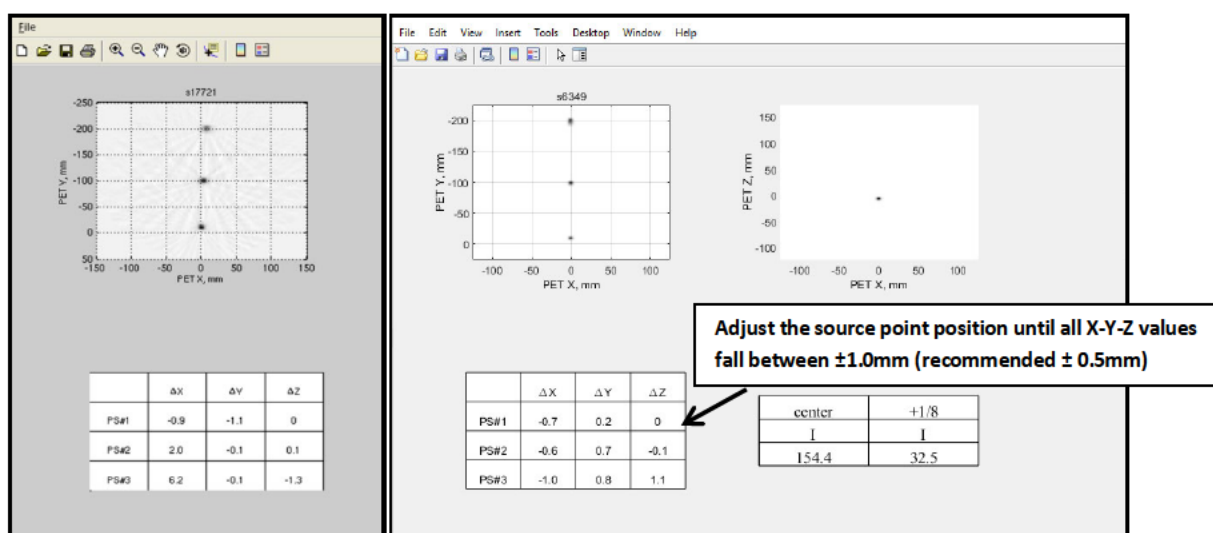 File
s17721
-250
-200
-150
-100
-50
0
50
PET Y, mm
-150 -100 -50 0 50 100 150
PET X, mm
ΔX ΔY ΔZ
PS#1 -0.9 -1.1 0
PS#2 2.0 -0.1 0.1
PS#3 6.2 -0.1 -1.3
File Edit View Insert Tools Desktop Window Help
s6349
-200
-150
-100
-50
0
PET Y, mm
-100 -50 0 50 100
PET X, mm
150
100
50
0
-50
-100
PET Z, mm
-100 -50 0 50 100
PET X, mm
Adjust the source point position until all X-Y-Z values
fall between ±1.0mm (recommended ± 0.5mm)
ΔX ΔY ΔZ
PS#1 -0.7 0.2 0
PS#2 -0.6 0.7 -0.1
PS#3 -1.0 0.8 1.1
center +1/8
I I
154.4 32.5